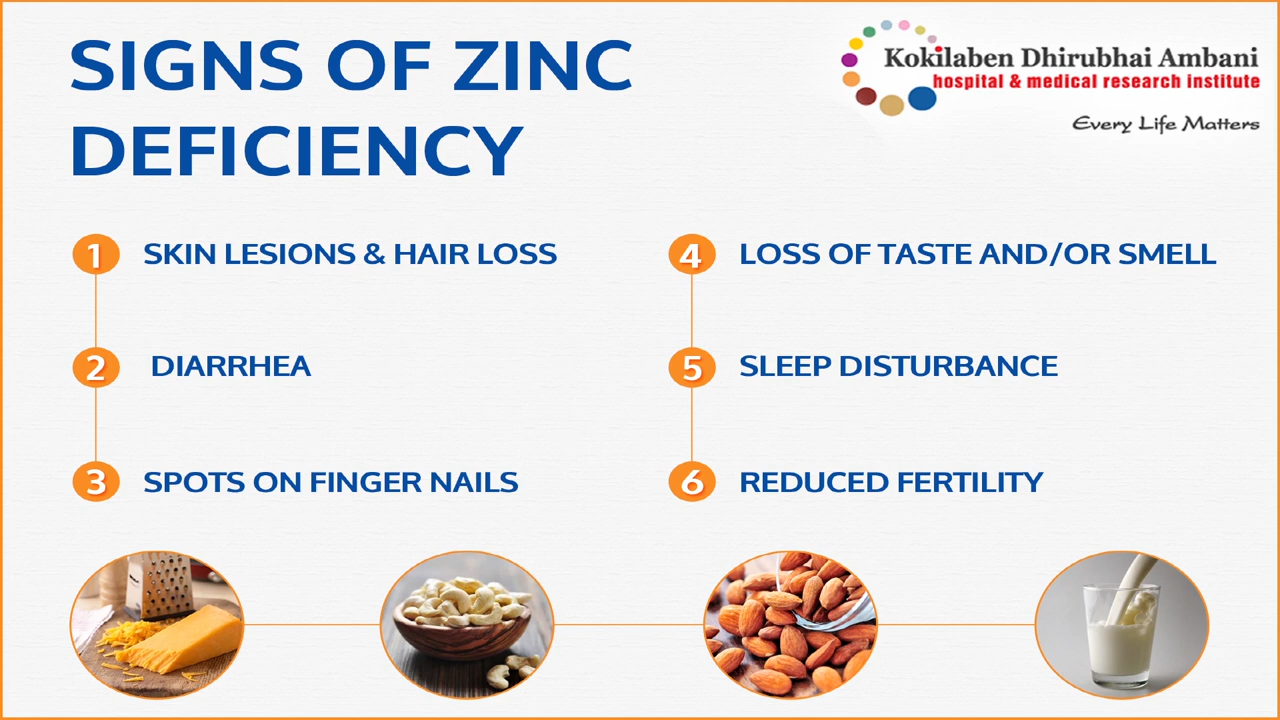 SIGNS OF ZINC
DEFICIENCY
Kokilaben Dhirubhai Ambani
hospital & medical research institute
Every Life Matters
1 SKIN LESIONS & HAIR LOSS
2 DIARRHEA
3 SPOTS ON FINGER NAILS
4 LOSS OF TASTE AND/OR SMELL
5 SLEEP DISTURBANCE
6 REDUCED FERTILITY